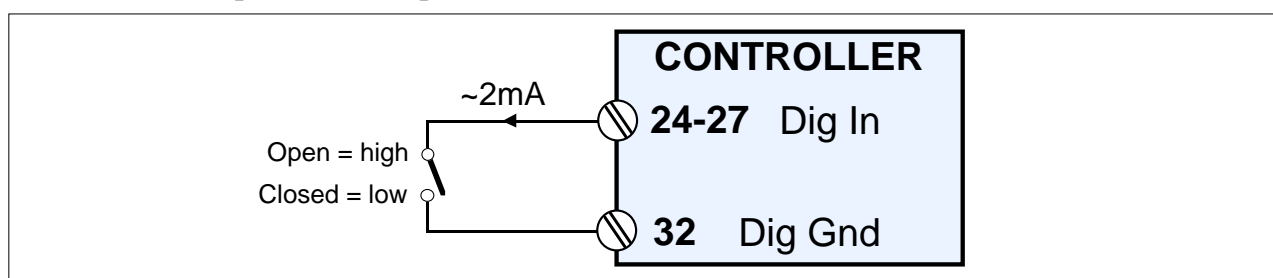 CONTROLLER
~2mA
24-27 Dig In
Open = high
Closed = low
32 Dig Gnd